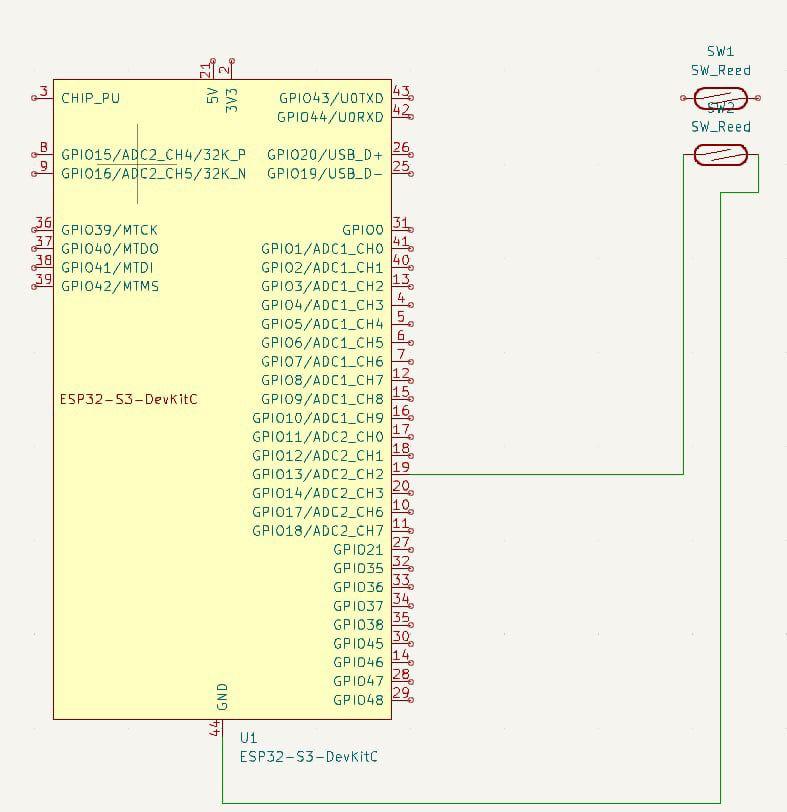 SW1
SW_Reed
SW2
SW_Reed
21
2
5V
3V3
3
CHIP_PU
8
GPIO15/ADC2_CH4/32K_P
9
GPIO16/ADC2_CH5/32K_N
36
GPIO39/MTCK
37
GPIO40/MTDO
38
GPIO41/MTDI
39
GPIO42/MTMS
ESP32-S3-DevKitC
GPIO43/U0TXD
43
GPIO44/U0RXD
42
GPIO20/USB_D+
26
GPIO19/USB_D-
25
GPIO0
31
GPIO1/ADC1_CH0
41
GPIO2/ADC1_CH1
40
GPIO3/ADC1_CH2
13
GPIO4/ADC1_CH3
4
GPIO5/ADC1_CH4
5
GPIO6/ADC1_CH5
6
GPIO7/ADC1_CH6
7
GPIO8/ADC1_CH7
12
GPIO9/ADC1_CH8
15
GPIO10/ADC1_CH9
16
GPIO11/ADC2_CH0
17
GPIO12/ADC2_CH1
18
GPIO13/ADC2_CH2
19
GPIO14/ADC2_CH3
20
GPIO17/ADC2_CH6
10
GPIO18/ADC2_CH7
11
GPIO21
27
GPIO35
32
GPIO36
33
GPIO37
34
GPIO38
35
GPIO45
30
GPIO46
14
GPIO47
28
GPIO48
29
GND
44
U1
ESP32-S3-DevKitC